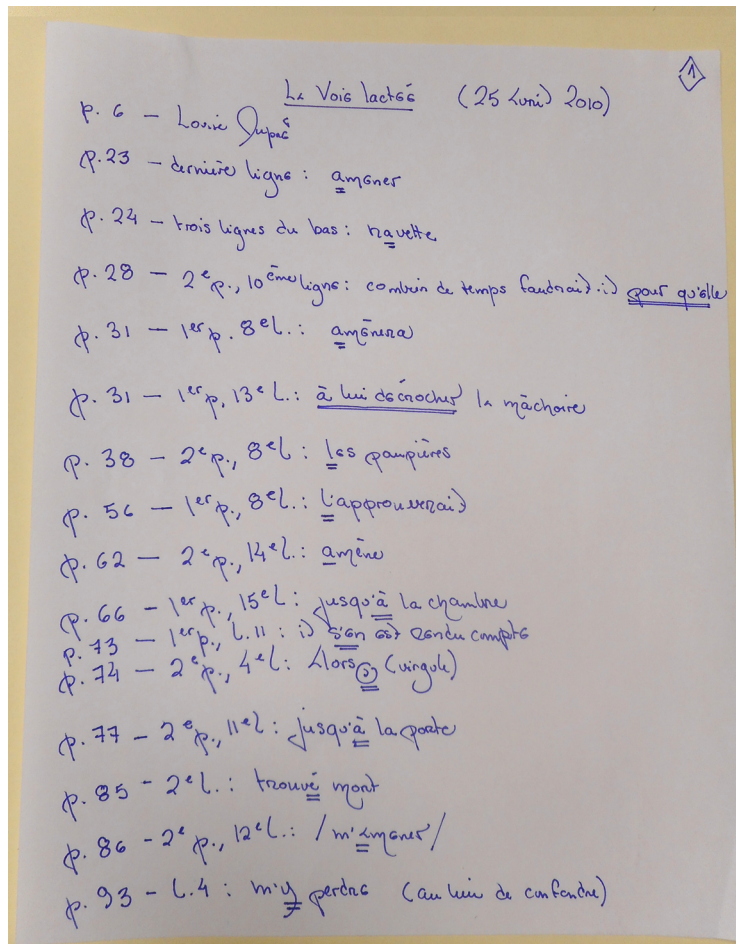 1
La Voie lactée (25 avril 2010)
p. 6 — Louise Dupré
p. 23 — dernière ligne : amener
p. 24 — trois lignes du bas : navette
p. 28 — 2e p., 10ème ligne : combien de temps faudrait-il pour qu'elle
p. 31 — 1er p. 8e l. : amènera
p. 31 — 1er p. 13e l. : à lui décrocher la mâchoire
p. 38 — 2e p., 8e l : les paupières
p. 56 — 1er p., 8e l. : l'approuverait
p. 62 — 2e p., 14e l. : amène
p. 66 — 1er p., 15e l : jusqu'à la chambre
p. 73 — 1er p., l. 11 : il s'en est rendu compte
p. 74 — 2e p., 4e l : Alors , (virgule)
p. 77 — 2e p., 11e l : jusqu'à la porte
p. 85 — 2e l. : trouvé mort
p. 86 - 2e p., 12e l. : /m'amener/
p. 93 — l. 4 : m'y perdre (au lieu de confondre)